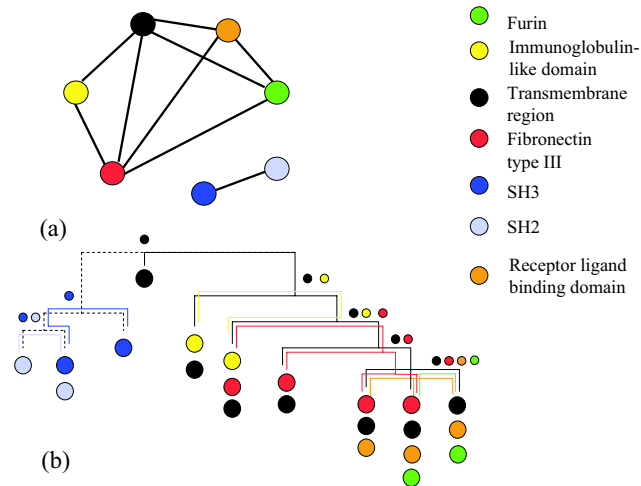 Furin
Immunoglobulin-
like domain
Transmembrane
region
Fibronectin
type III
SH3
SH2
Receptor ligand
binding domain
(a)
(b)